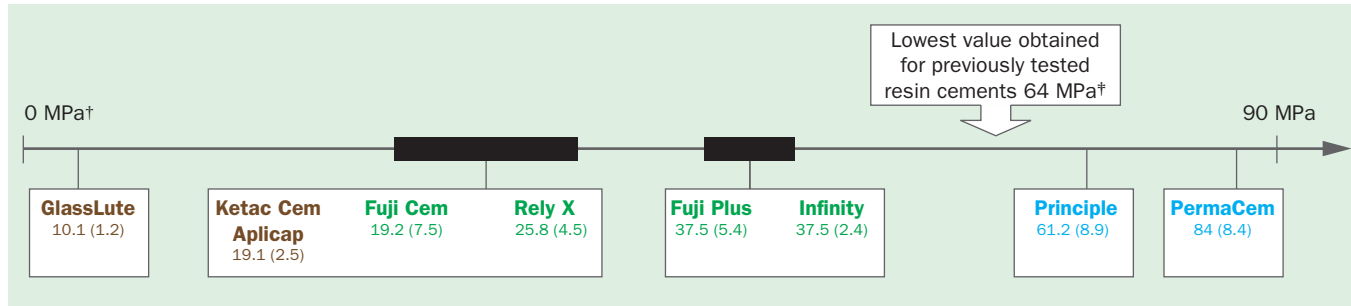 Lowest value obtained
for previously tested
resin cements 64 MPa‡
0 MPa†
90 MPa
GlassLute
10.1 (1.2)
Ketac Cem
Aplicap
19.1 (2.5)
Fuji Cem
19.2 (7.5)
Rely X
25.8 (4.5)
Fuji Plus
37.5 (5.4)
Infinity
37.5 (2.4)
Principle
61.2 (8.9)
PermaCem
84 (8.4)